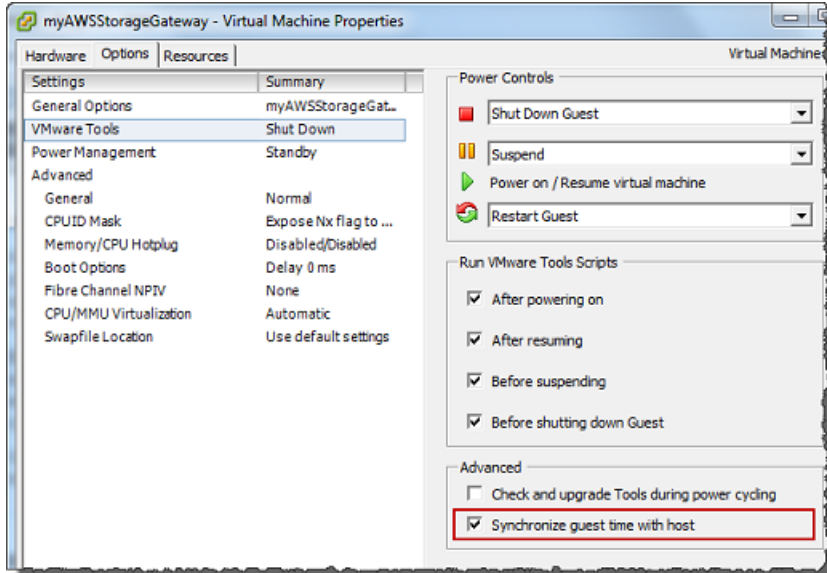 myAWSStorageGateway - Virtual Machine Properties
Hardware Options Resources Virtual Machine
Settings Summary
General Options myAWSStorageGat...
VMware Tools Shut Down
Power Management Standby
Advanced
General Normal
CPUID Mask Expose Nx flag to ...
Memory/CPU Hotplug Disabled/Disabled
Boot Options Delay 0 ms
Fibre Channel NPIV None
CPU/MMU Virtualization Automatic
Swapfile Location Use default settings
Power Controls
Shut Down Guest
Suspend
Power on / Resume virtual machine
Restart Guest
Run VMware Tools Scripts
After powering on
After resuming
Before suspending
Before shutting down Guest
Advanced
Check and upgrade Tools during power cycling
Synchronize guest time with host